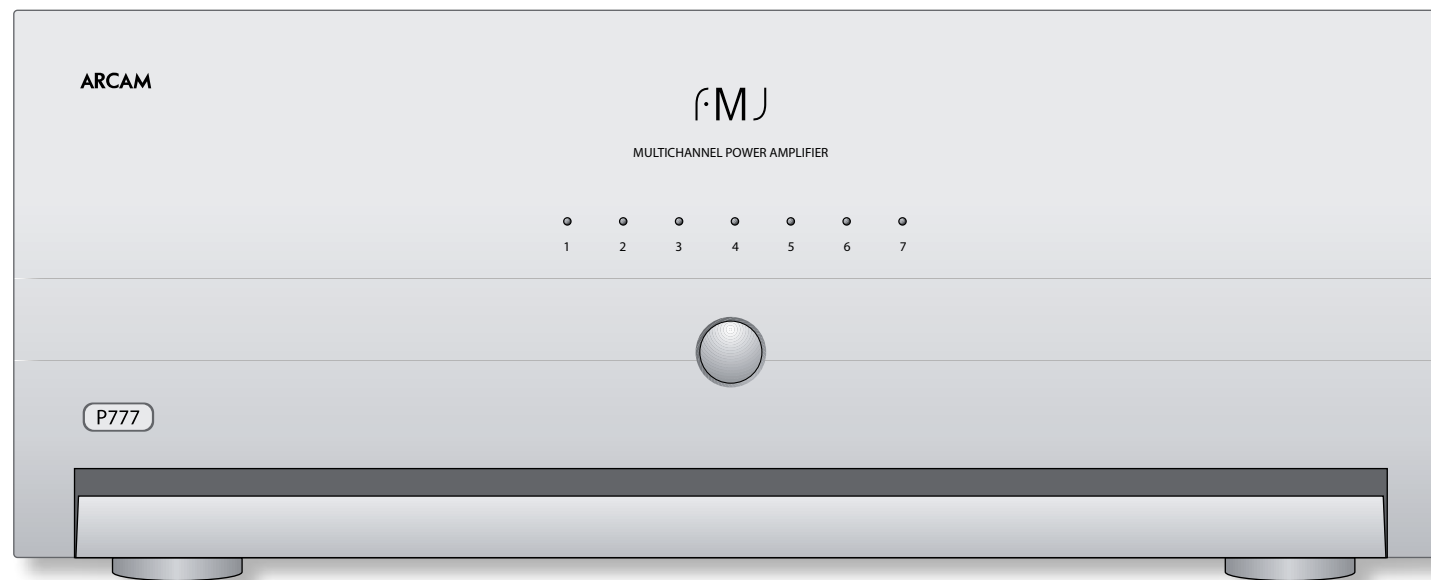 ARCAM
FMJ
MULTICHANNEL POWER AMPLIFIER
1 2 3 4 5 6 7
P777